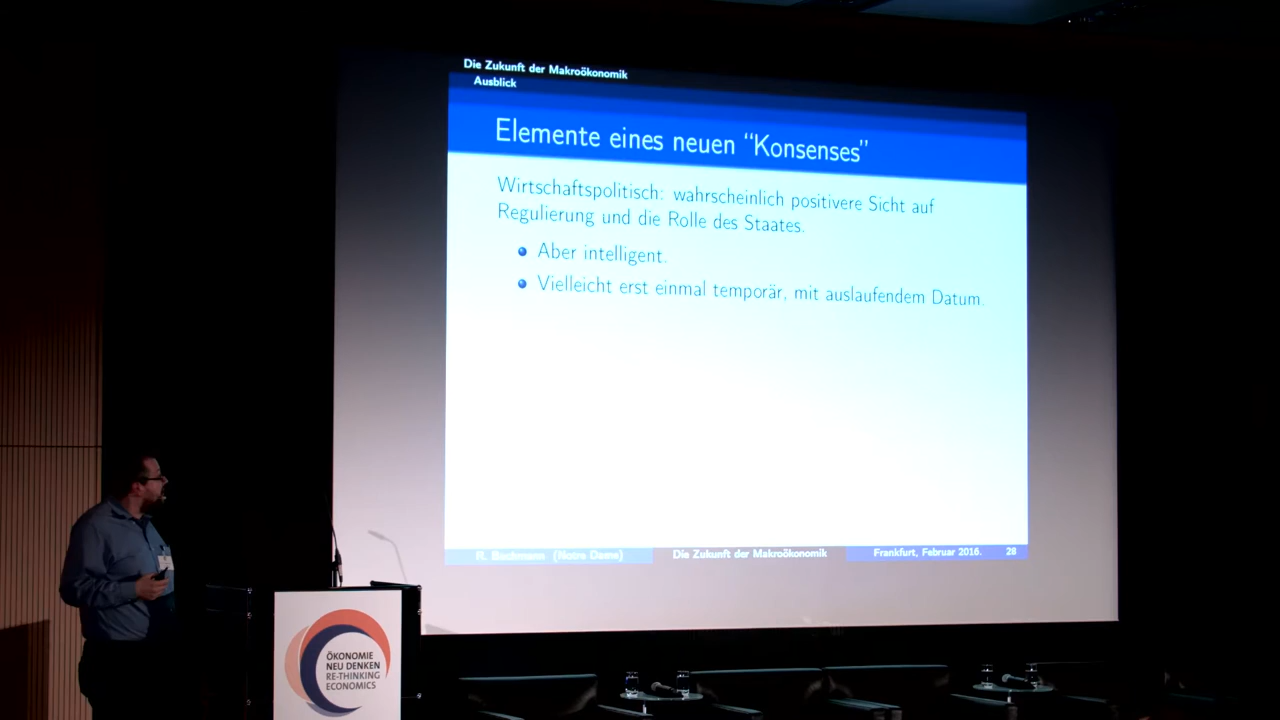 Die Zukunft der Makroökonomik
Ausblick
Elemente eines neuen “Konsenses”
Wirtschaftspolitisch: wahrscheinlich positivere Sicht auf
Regulierung und die Rolle des Staates.
Aber intelligent.
Vielleicht erst einmal temporär, mit auslaufendem Datum.
R. Bachmann (Notre Dame)
Die Zukunft der Makroökonomik
Frankfurt, Februar 2016.
28
ÖKONOMIE
NEU DENKEN
RE-THINKING
ECONOMICS